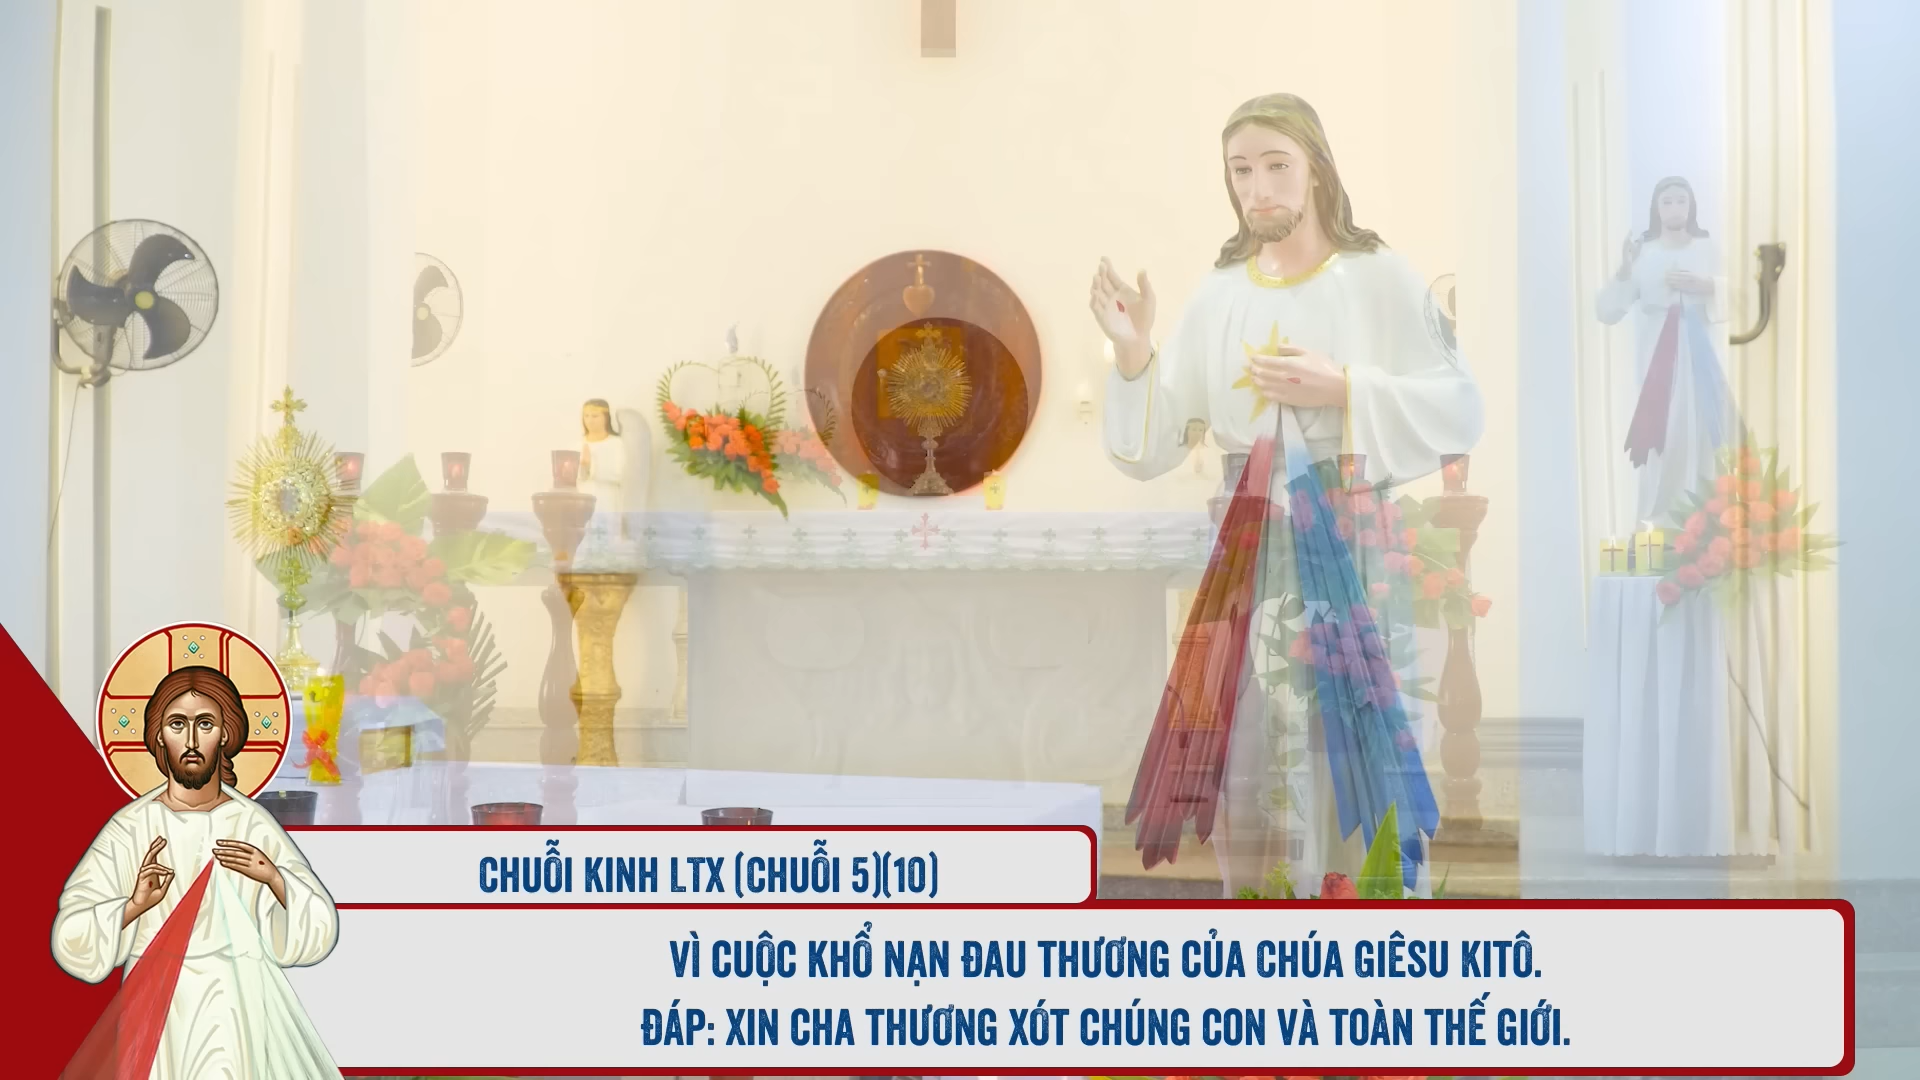 CHUỖI KINH LTX (CHUỖI 5)(10)
VÌ CUỘC KHỔ NẠN ĐAU THƯƠNG CỦA CHÚA GIÊSU KITÔ.
ĐÁP: XIN CHA THƯƠNG XÓT CHÚNG CON VÀ TOÀN THẾ GIỚI.